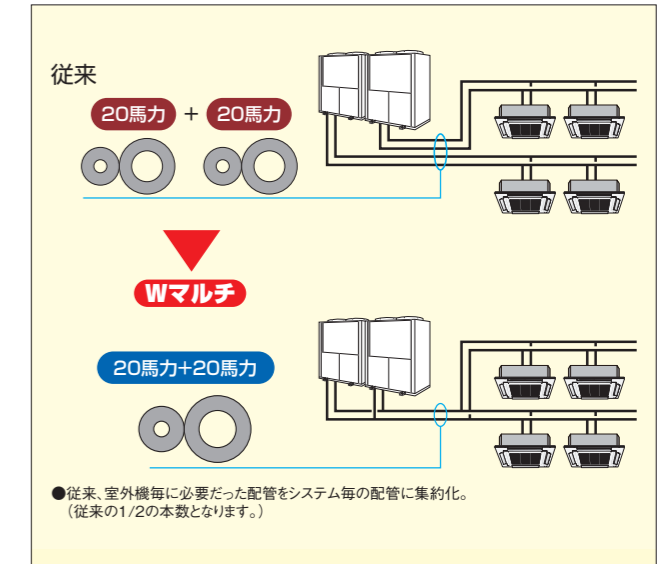 従来
20馬力 + 20馬力
Wマルチ
20馬力+20馬力
●従来、室外機毎に必要だった配管をシステム毎の配管に集約化。
（従来の1/2の本数となります。）